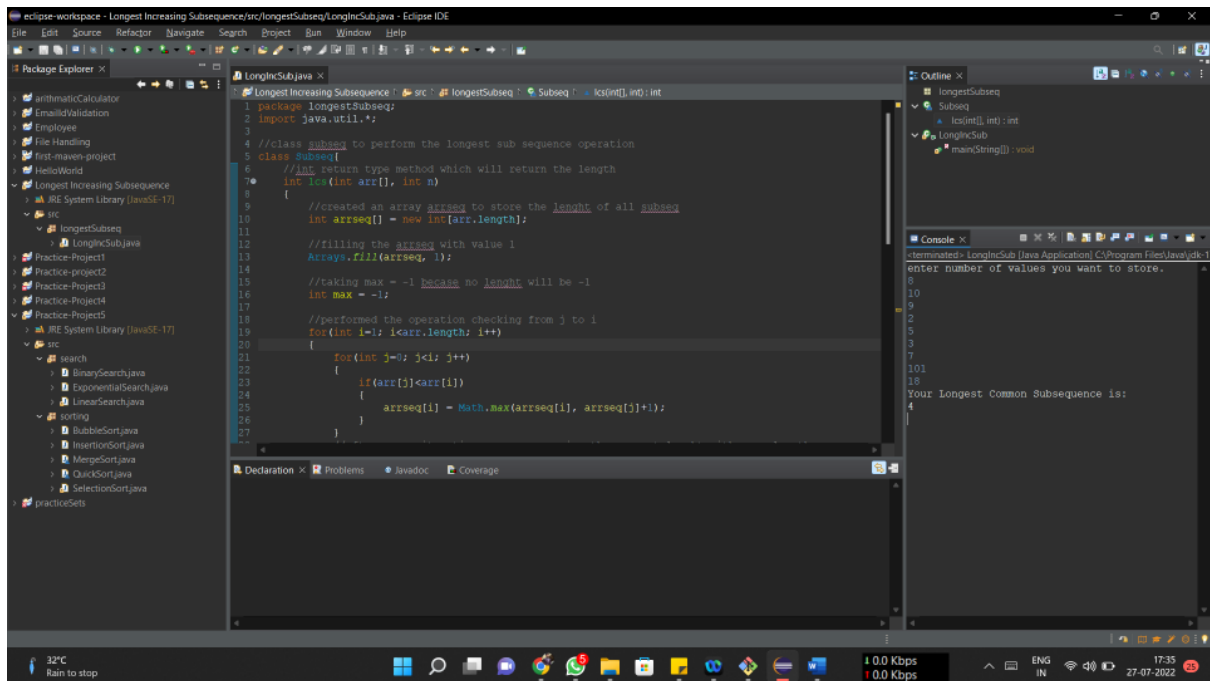 eclipse-workspace - Longest Increasing Subsequence/src/longestSubseq/LongIncSub.java - Eclipse IDE
File Edit Source Refactor Navigate Search Project Run Window Help
Package Explorer
arithmaticCalculator
EmailIdValidation
Employee
File Handling
first-maven-project
HelloWorld
Longest Increasing Subsequence
JRE System Library [JavaSE-17]
src
longestSubseq
LongIncSub.java
Practice-Project1
Practice-project2
Practice-Project3
Practice-Project4
Practice-Project5
JRE System Library [JavaSE-17]
src
search
BinarySearch.java
ExponentialSearch.java
LinearSearch.java
sorting
BubbleSort.java
InsertionSort.java
MergeSort.java
QuickSort.java
SelectionSort.java
practiceSets
LongIncSub.java
Longest Increasing Subsequence src longestSubseq Subseq lcs(int[], int) : int
1 package longestSubseq;
2 import java.util.*;
3
4 //class subseq to perform the longest sub sequence operation
5 class Subseq{
6 //int return type method which will return the length
7 int lcs(int arr[], int n)
8 {
9 //created an array arrseq to store the lenght of all subseq
10 int arrseq[] = new int[arr.length];
11
12 //filling the arrseq with value 1
13 Arrays.fill(arrseq, 1);
14
15 //taking max = -1 becase no lenght will be -1
16 int max = -1;
17
18 //performed the operation checking from j to i
19 for(int i=1; i<arr.length; i++)
20 {
21 for(int j=0; j<i; j++)
22 {
23 if(arr[j]<arr[i])
24 {
25 arrseq[i] = Math.max(arrseq[i], arrseq[j]+1);
26 }
27 }
Declaration Problems Javadoc Coverage
Outline
longestSubseq
Subseq
lcs(int[], int) : int
LongIncSub
main(String[]) : void
Console
<terminated> LongIncSub [Java Application] C:\Program Files\Java\jdk-1
enter number of values you want to store.
8
10
9
2
5
3
7
101
18
Your Longest Common Subsequence is:
4
32°C
Rain to stop
5
0.0 Kbps
0.0 Kbps
ENG
IN
17:35
27-07-2022
25